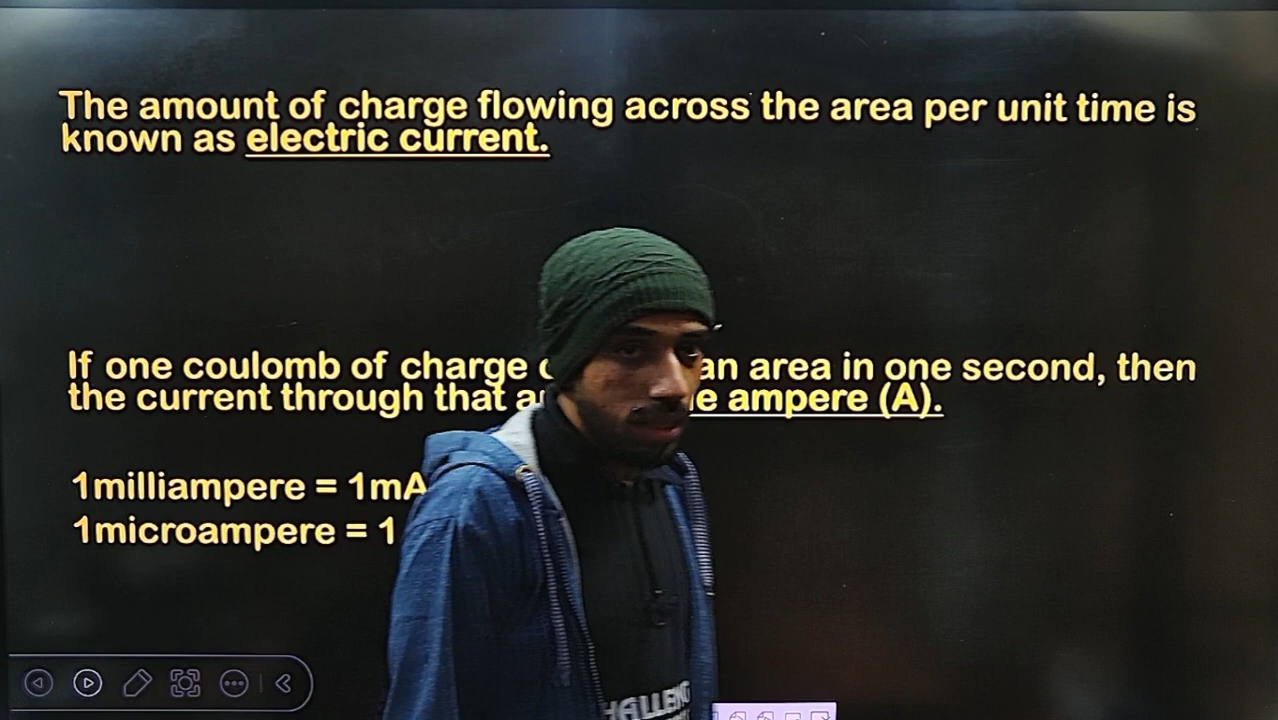 The amount of charge flowing across the area per unit time is
known as electric current.
If one coulomb of charge an area in one second, then
the current through that ampere (A).
1milliampere = 1mA
1microampere = 1